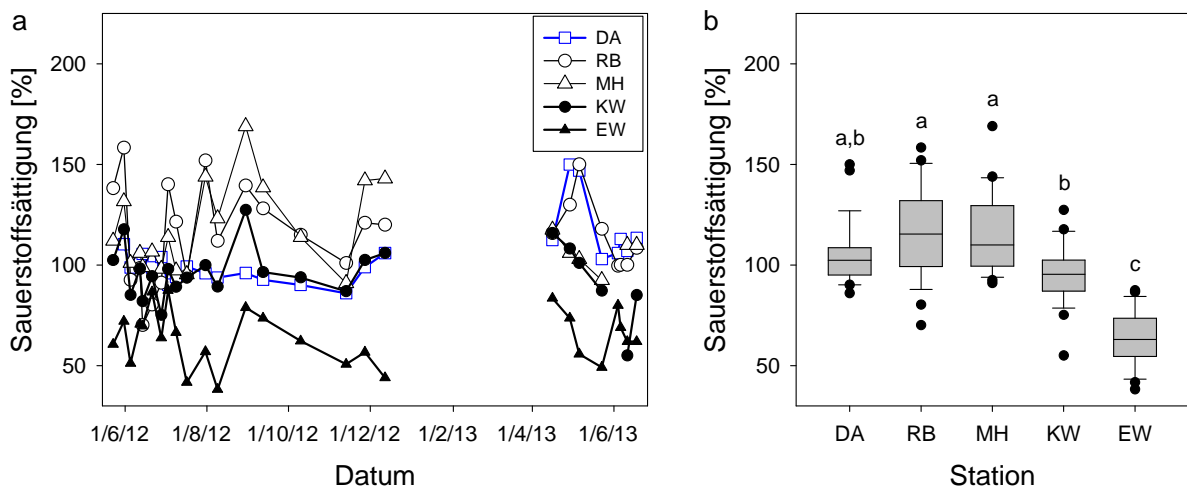 a
Sauerstoffsättigung [%]
200
150
100
50
DA
RB
MH
KW
EW
1/6/12 1/8/12 1/10/12 1/12/12 1/2/13 1/4/13 1/6/13
Datum
b
Sauerstoffsättigung [%]
200
150
100
50
a,b
a
a
b
c
DA RB MH KW EW
Station